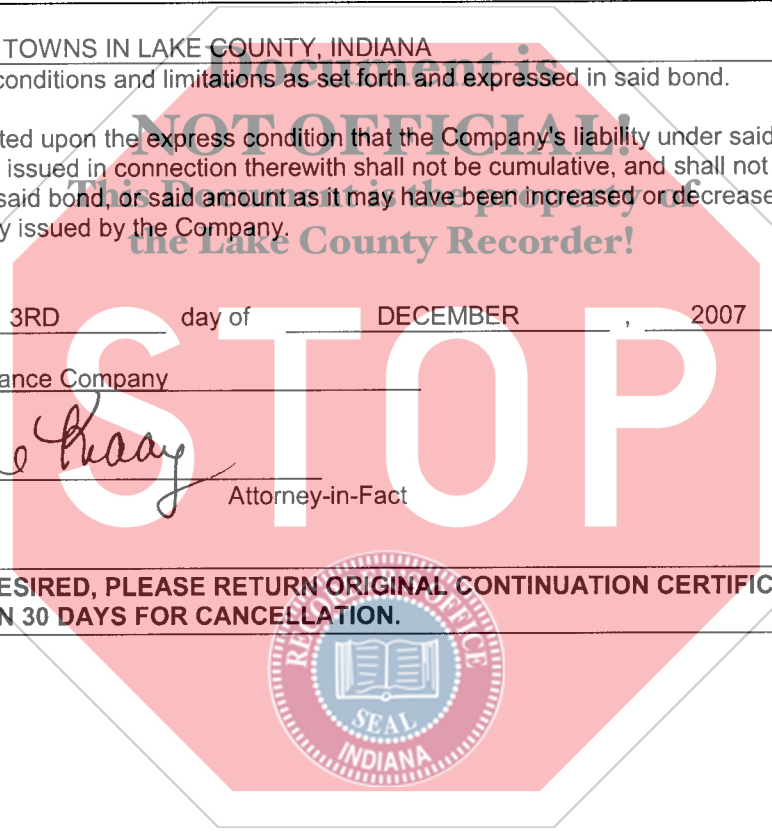 TOWNS IN LAKE COUNTY, INDIANA
Document is
conditions and limitations as set forth and expressed in said bond.
NOT OFFICIAL!
ted upon the express condition that the Company's liability under said
issued in connection therewith shall not be cumulative, and shall not
This Document is the property of
said bond, or said amount as it may have been increased or decrease
y issued by the Company.
the Lake County Recorder!
3RD day of DECEMBER , 2007
STOP
ance Company
Attorney-in-Fact
ESIRED, PLEASE RETURN ORIGINAL CONTINUATION CERTIFIC
N 30 DAYS FOR CANCELLATION.
RECORDER'S OFFICE
SEAL
INDIANA